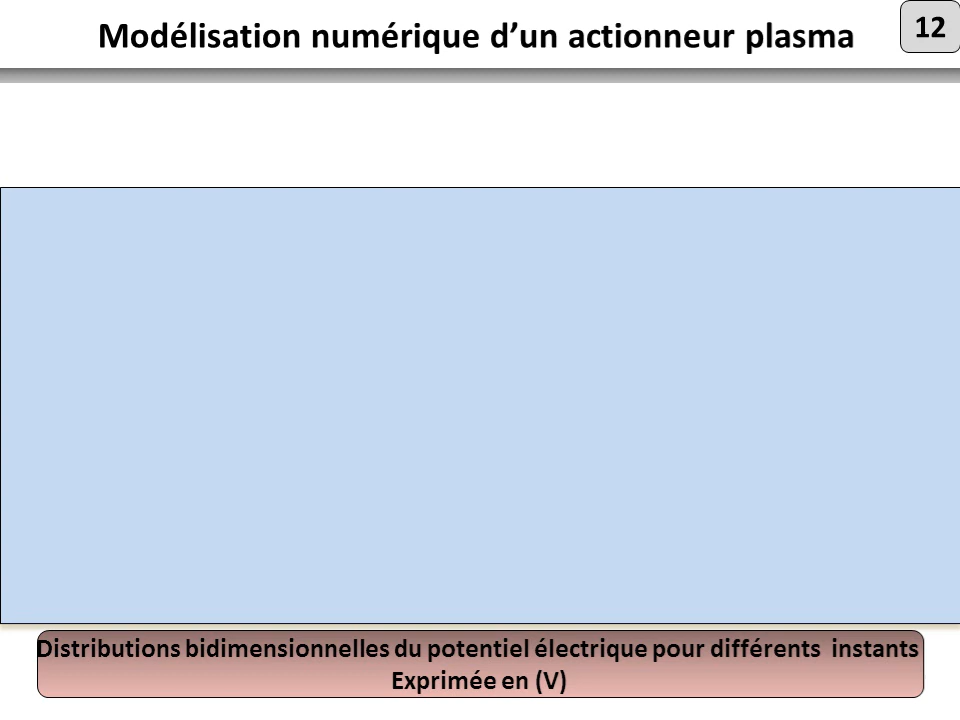 Modélisation numérique d’un actionneur plasma
12
Distributions bidimensionnelles du potentiel électrique pour différents instants
Exprimée en (V)